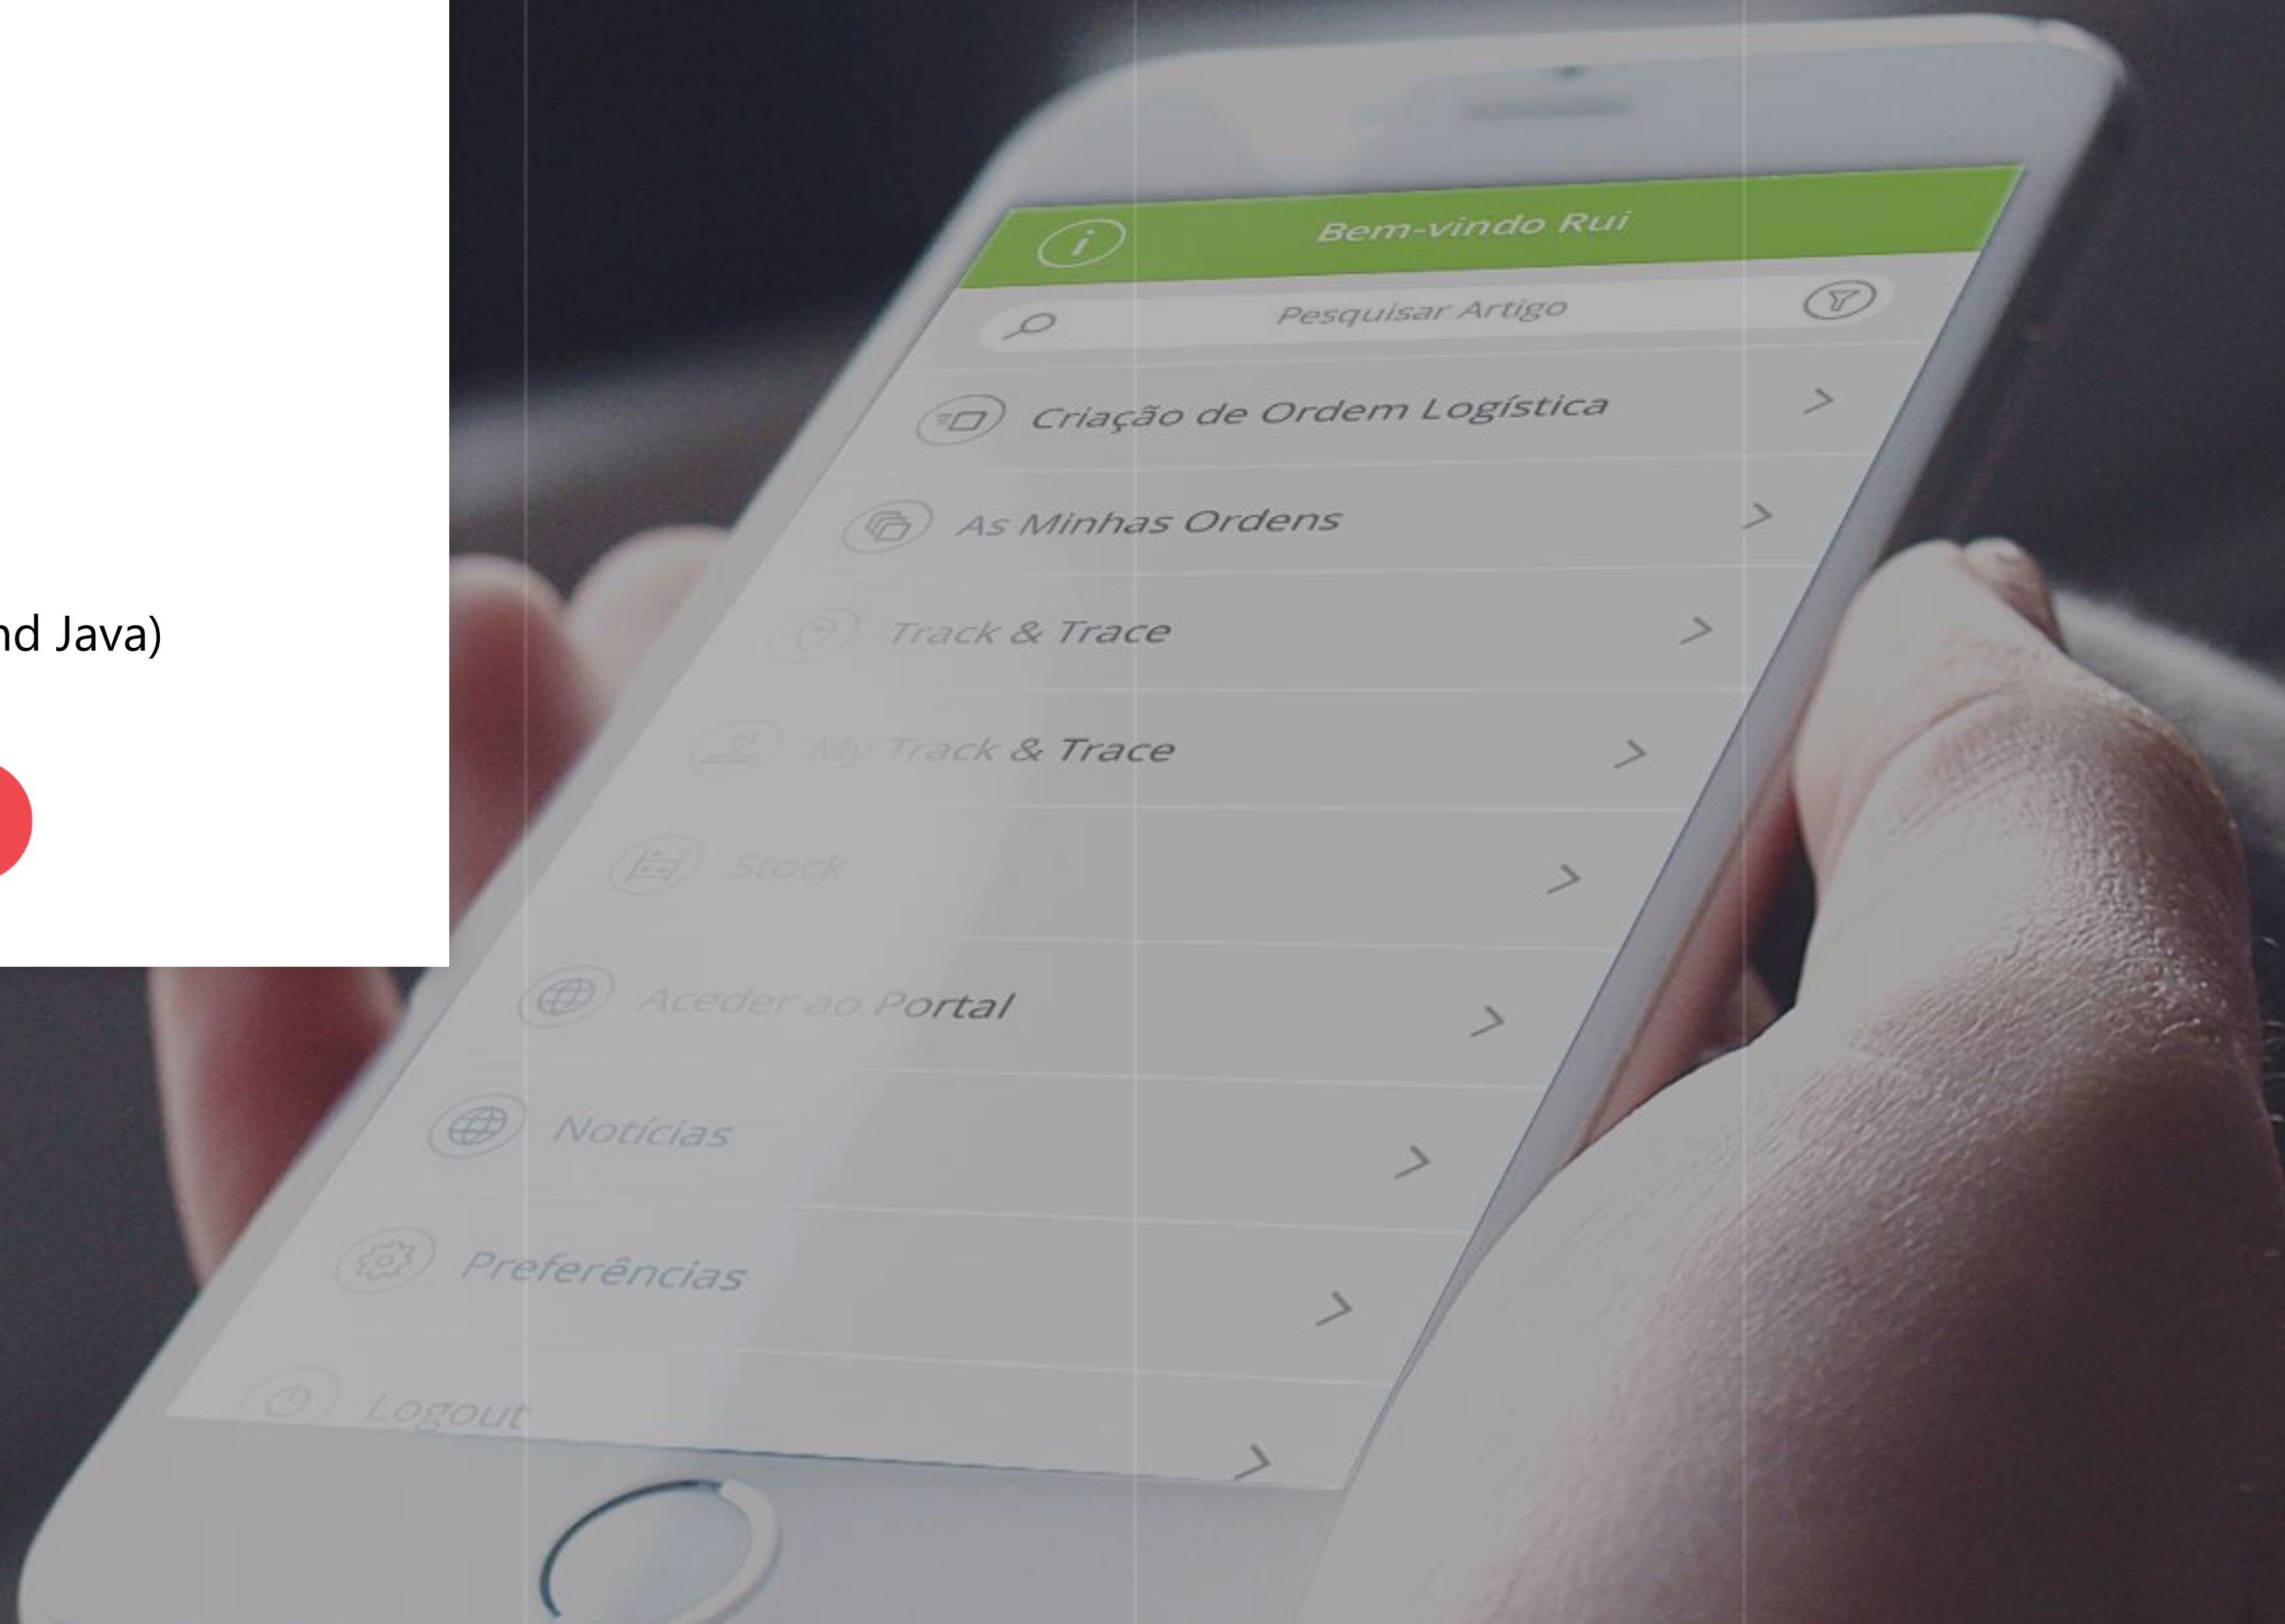 nd Java)
Bem-vindo Rui
Pesquisar Artigo
Criação de Ordem Logística
As Minhas Ordens
Track & Trace
My Track & Trace
Stock
Aceder ao Portal
Notícias
Preferências
Logout